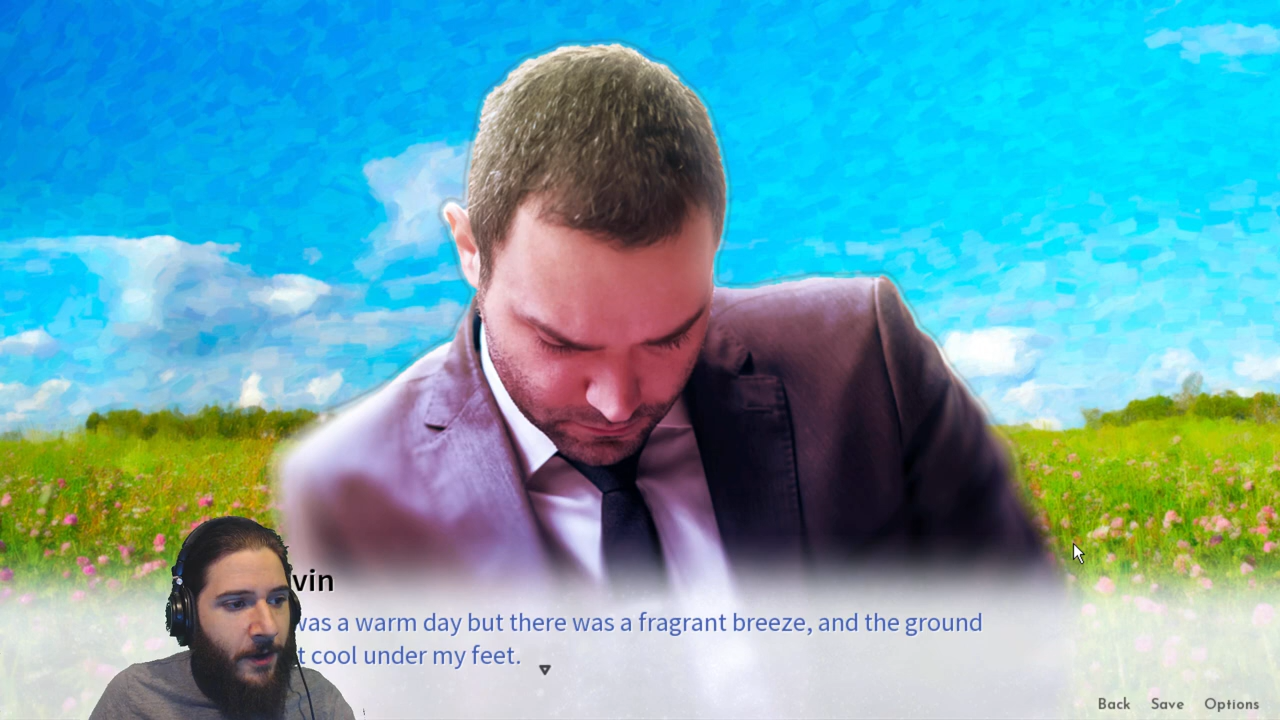 vin
was a warm day but there was a fragrant breeze, and the ground
t cool under my feet.
Back Save Options